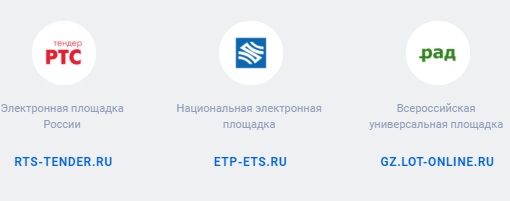 тендер
РТС
Электронная площадка
России
RTS-TENDER.RU
Национальная электронная
площадка
ETP-ETS.RU
рад
Всероссийская
универсальная площадка
GZ.LOT-ONLINE.RU